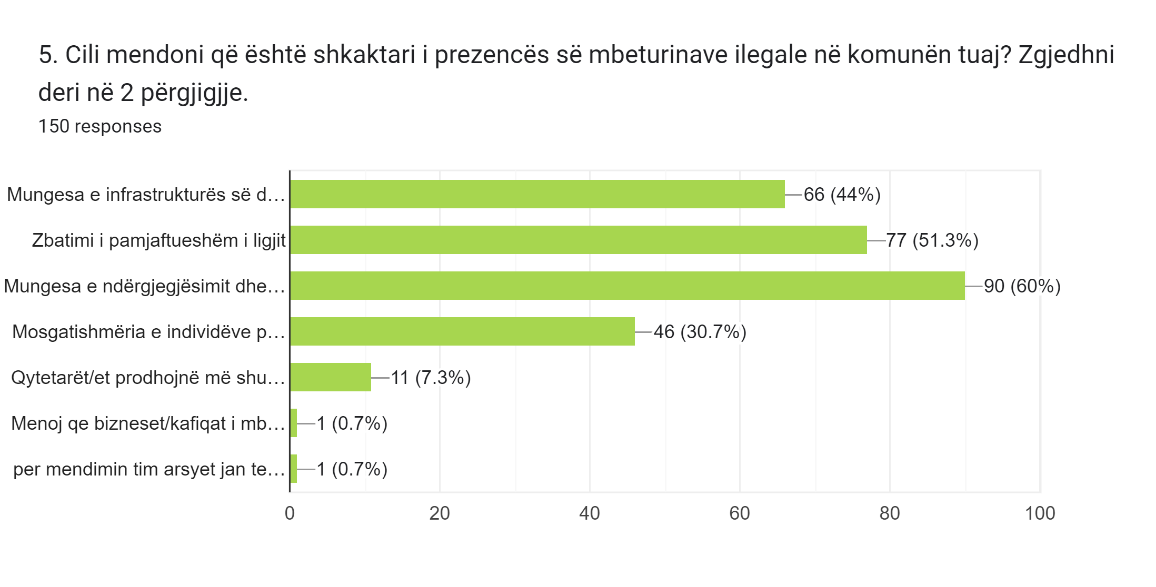 5. Cili mendoni që është shkaktari i prezencës së mbeturinave ilegale në komunën tuaj? Zgjedhni
deri në 2 përgjigjje.
150 responses
Mungesa e infrastrukturës së d… 66 (44%)
Zbatimi i pamjaftueshëm i ligjit 77 (51.3%)
Mungesa e ndërgjegjësimit dhe… 90 (60%)
Mosgatishmëria e individëve p… 46 (30.7%)
Qytetarët/et prodhojnë më shu… 11 (7.3%)
Menoj qe bizneset/kafiqat i mb… 1 (0.7%)
per mendimin tim arsyet jan te… 1 (0.7%)
0 20 40 60 80 100